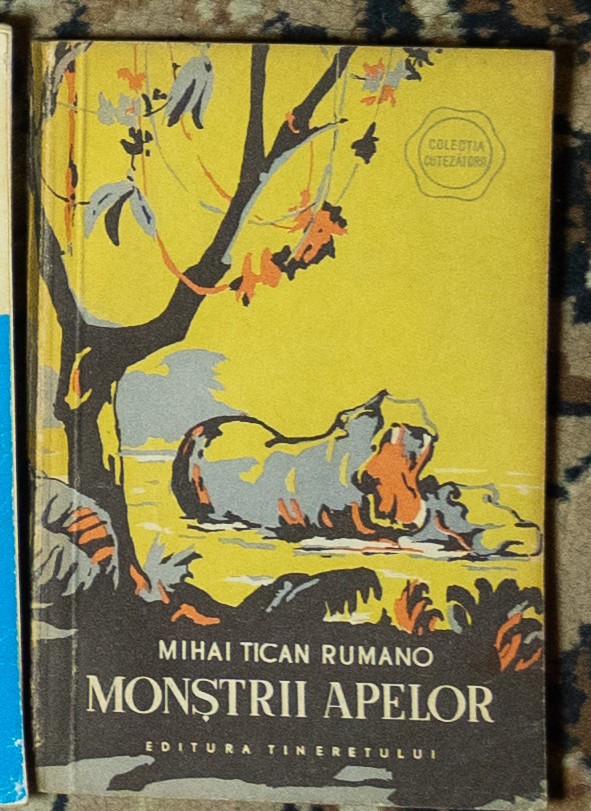 COLECȚIA
CUTEZĂTORII
MIHAI TICAN RUMANO
MONȘTRII APELOR
EDITURA TINERETULUI